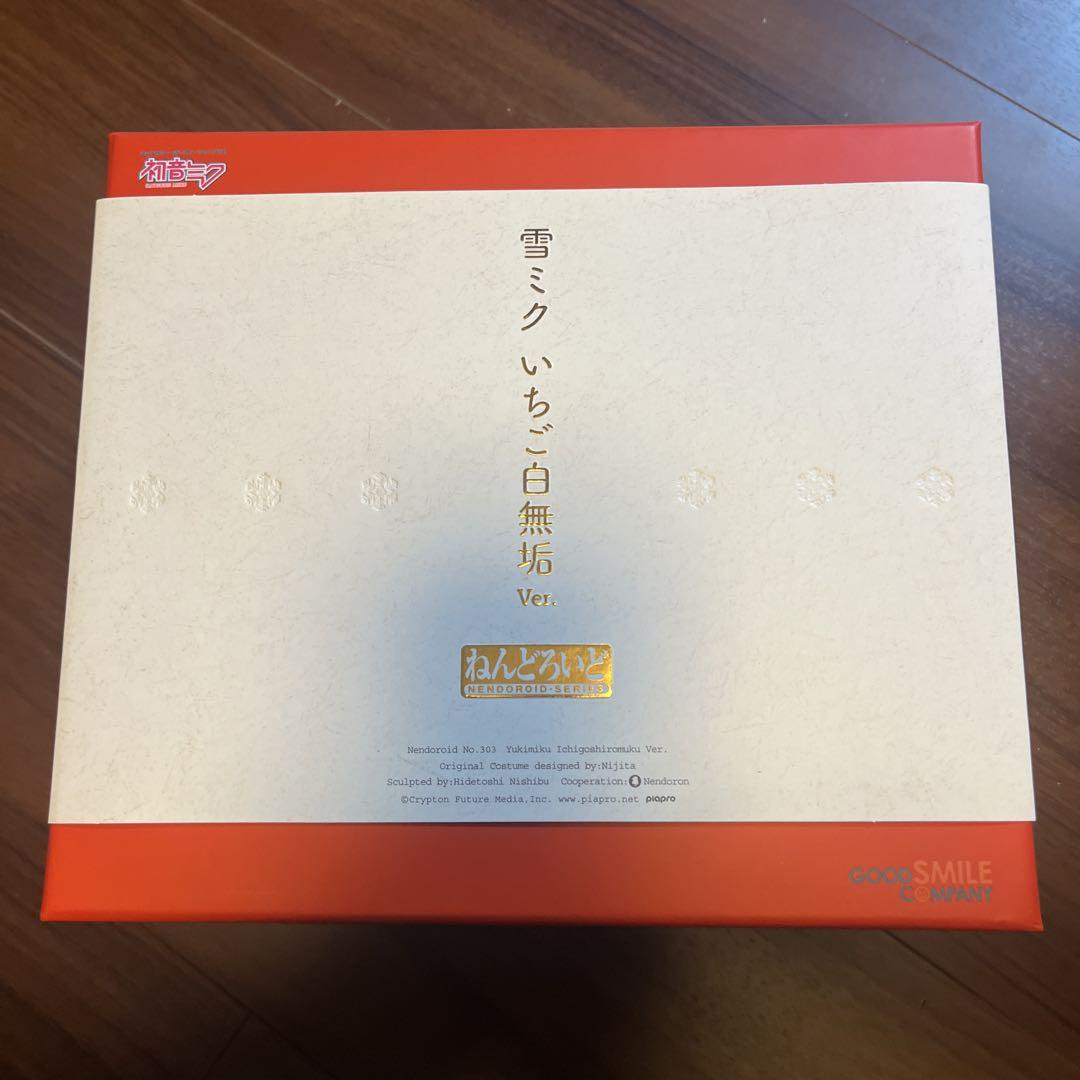 初音ミク
雪ミク いちご白無垢 Ver.
ねんどろいど
NENDOROID・SERIES
Nendoroid No.303 Yukimiku Ichigoshiromuku Ver.
Original Costume designed by:Nijita
Sculpted by:Hidetoshi Nishibu Cooperation: Nendoron
©Crypton Future Media,Inc. www.piapro.net piapro
GOOD SMILE
COMPANY